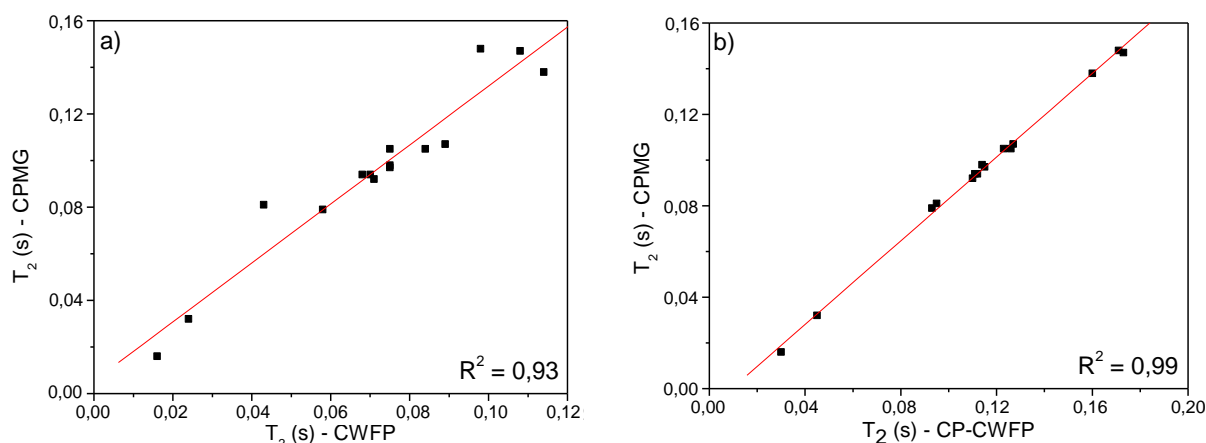 a)
0,16
0,12
0,08
0,04
0,00
T2 (s) - CPMG
R2 = 0,93
0,00 0,02 0,04 0,06 0,08 0,10 0,12
T2 (s) - CWFP
b)
0,16
0,12
0,08
0,04
0,00
T2 (s) - CPMG
R2 = 0,99
0,00 0,04 0,08 0,12 0,16 0,20
T2 (s) - CP-CWFP